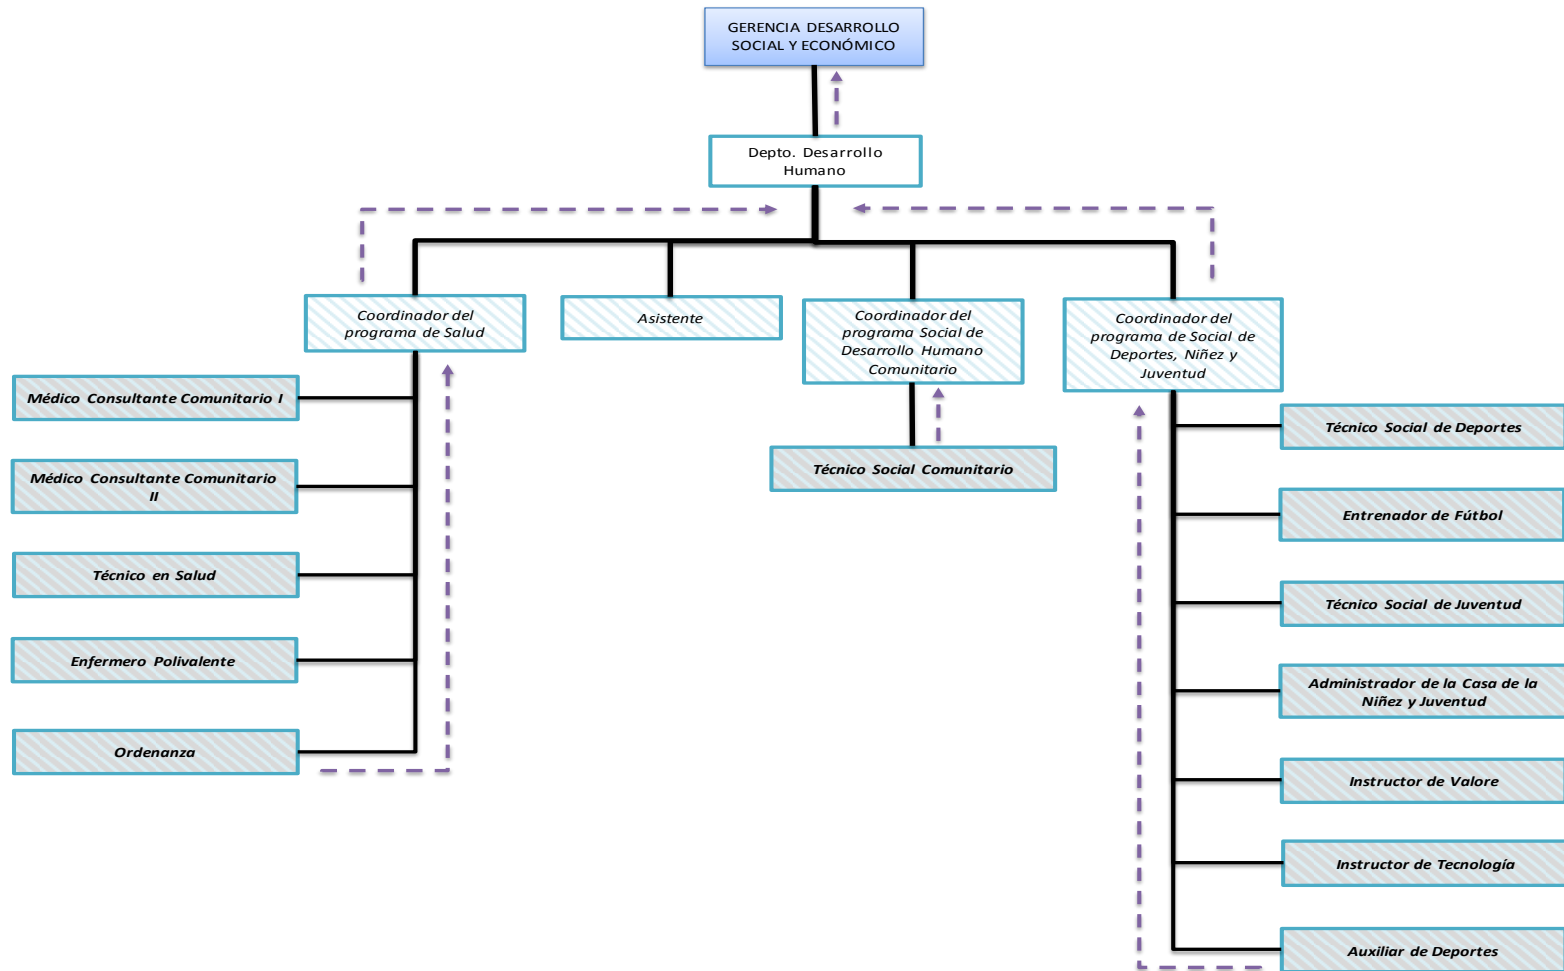 GERENCIA DESARROLLO
SOCIAL Y ECONÓMICO
Depto. Desarrollo
Humano
Coordinador del
programa de Salud
Asistente
Coordinador del
programa Social de
Desarrollo Humano
Comunitario
Coordinador del
programa de Social de
Deportes, Niñez y
Juventud
Médico Consultante Comunitario I
Médico Consultante Comunitario
II
Técnico en Salud
Enfermero Polivalente
Ordenanza
Técnico Social Comunitario
Técnico Social de Deportes
Entrenador de Fútbol
Técnico Social de Juventud
Administrador de la Casa de la
Niñez y Juventud
Instructor de Valore
Instructor de Tecnología
Auxiliar de Deportes